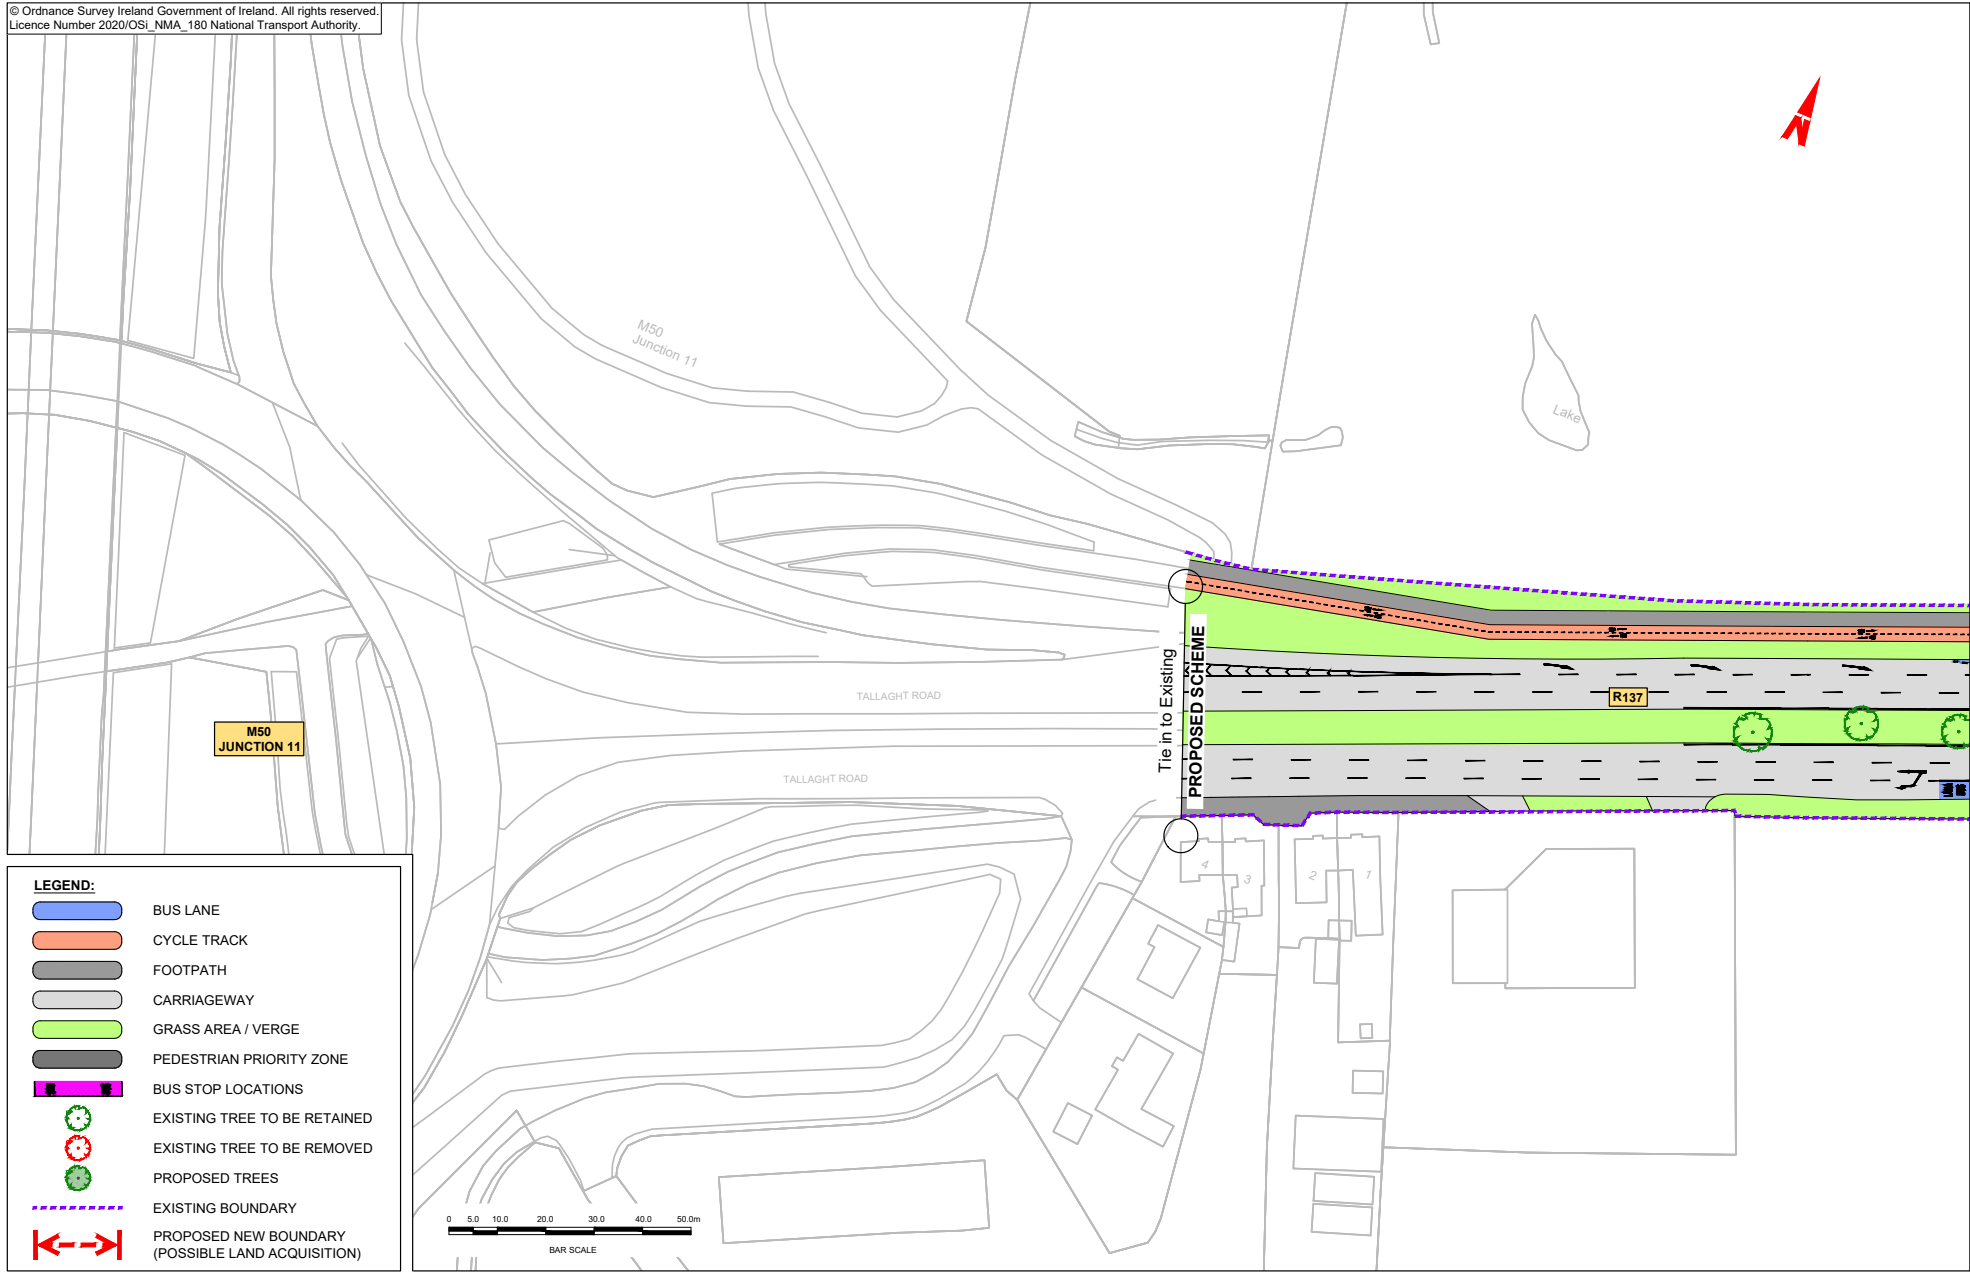 © Ordnance Survey Ireland Government of Ireland. All rights reserved.
Licence Number 2020/OSi_NMA_180 National Transport Authority.
N
M50
Junction 11
Lake
TALLAGHT ROAD
TALLAGHT ROAD
M50
JUNCTION 11
Tie in to Existing
PROPOSED SCHEME
R137
4
3
2
1
LEGEND:
BUS LANE
CYCLE TRACK
FOOTPATH
CARRIAGEWAY
GRASS AREA / VERGE
PEDESTRIAN PRIORITY ZONE
BUS STOP LOCATIONS
EXISTING TREE TO BE RETAINED
EXISTING TREE TO BE REMOVED
PROPOSED TREES
EXISTING BOUNDARY
PROPOSED NEW BOUNDARY
(POSSIBLE LAND ACQUISITION)
0 5.0 10.0 20.0 30.0 40.0 50.0m
BAR SCALE